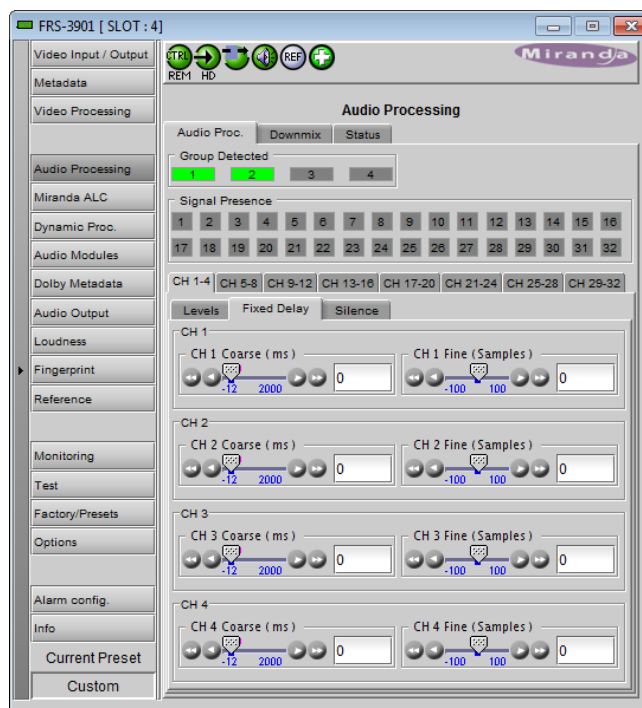 FRS-3901 [ SLOT : 4]
Video Input / Output
Metadata
Video Processing
Audio Processing
Miranda ALC
Dynamic Proc.
Audio Modules
Dolby Metadata
Audio Output
Loudness
Fingerprint
Reference
Monitoring
Test
Factory/Presets
Options
Alarm config.
Info
Current Preset
Custom
CTRL REF
REM HD
Miranda
Audio Processing
Audio Proc. Downmix Status
Group Detected
1 2 3 4
Signal Presence
1 2 3 4 5 6 7 8 9 10 11 12 13 14 15 16
17 18 19 20 21 22 23 24 25 26 27 28 29 30 31 32
CH 1-4 CH 5-8 CH 9-12 CH 13-16 CH 17-20 CH 21-24 CH 25-28 CH 29-32
Levels Fixed Delay Silence
CH 1
CH 1 Coarse ( ms ) CH 1 Fine (Samples)
0 0
-12 2000 -100 100
CH 2
CH 2 Coarse ( ms ) CH 2 Fine (Samples)
0 0
-12 2000 -100 100
CH 3
CH 3 Coarse ( ms ) CH 3 Fine (Samples)
0 0
-12 2000 -100 100
CH 4
CH 4 Coarse ( ms ) CH 4 Fine (Samples)
0 0
-12 2000 -100 100